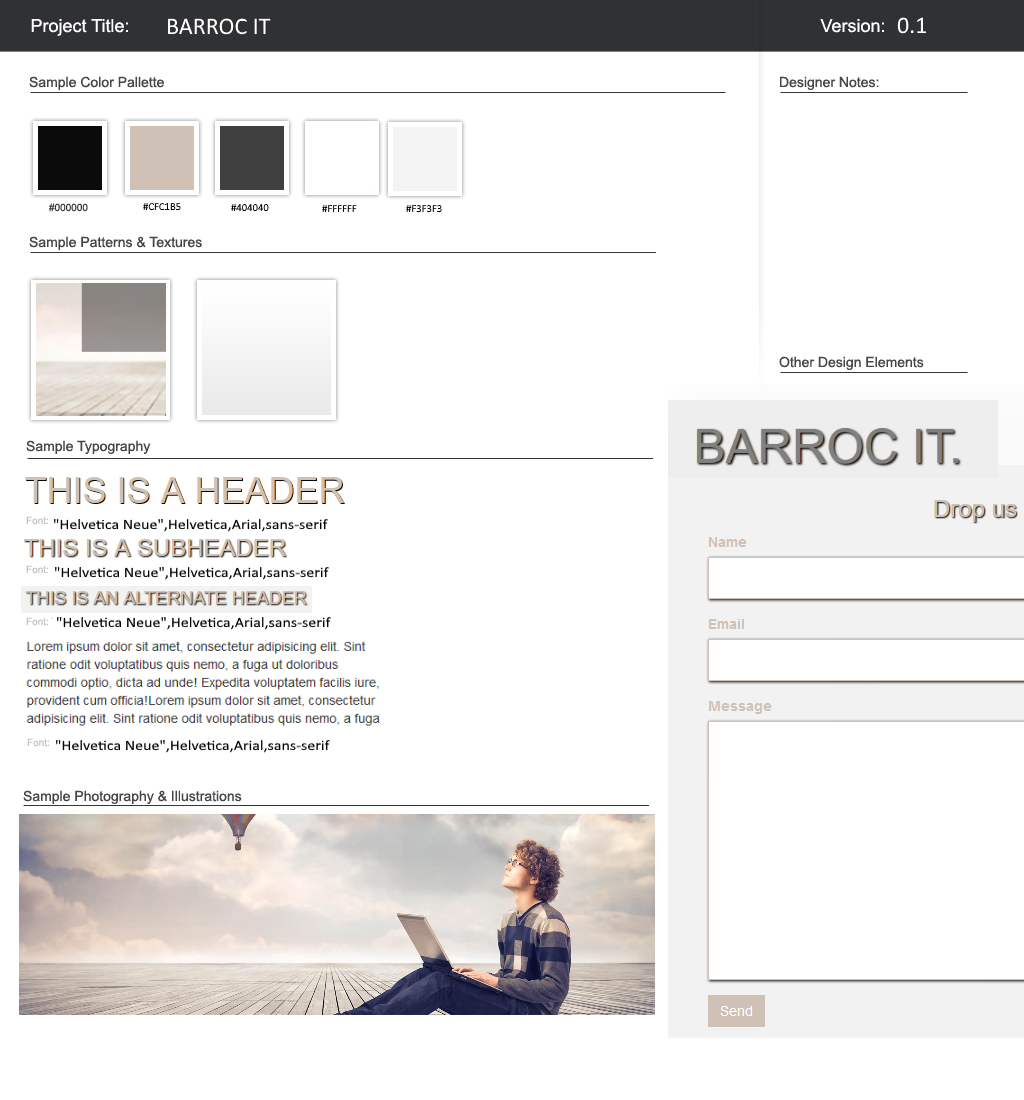 Project Title: BARROC IT
Version: 0.1
Sample Color Pallette
#000000 #CFC1B5 #404040 #FFFFFF #F3F3F3
Sample Patterns & Textures
Sample Typography
THIS IS A HEADER
Font: "Helvetica Neue",Helvetica,Arial,sans-serif
THIS IS A SUBHEADER
Font: "Helvetica Neue",Helvetica,Arial,sans-serif
THIS IS AN ALTERNATE HEADER
Font: "Helvetica Neue",Helvetica,Arial,sans-serif
Lorem ipsum dolor sit amet, consectetur adipisicing elit. Sint
ratione odit voluptatibus quis nemo, a fuga ut doloribus
commodi optio, dicta ad unde! Expedita voluptatem facilis iure,
provident cum officia!Lorem ipsum dolor sit amet, consectetur
adipisicing elit. Sint ratione odit voluptatibus quis nemo, a fuga
Font: "Helvetica Neue",Helvetica,Arial,sans-serif
Sample Photography & Illustrations
Designer Notes:
Other Design Elements
BARROC IT.
Drop us
Name
Email
Message
Send